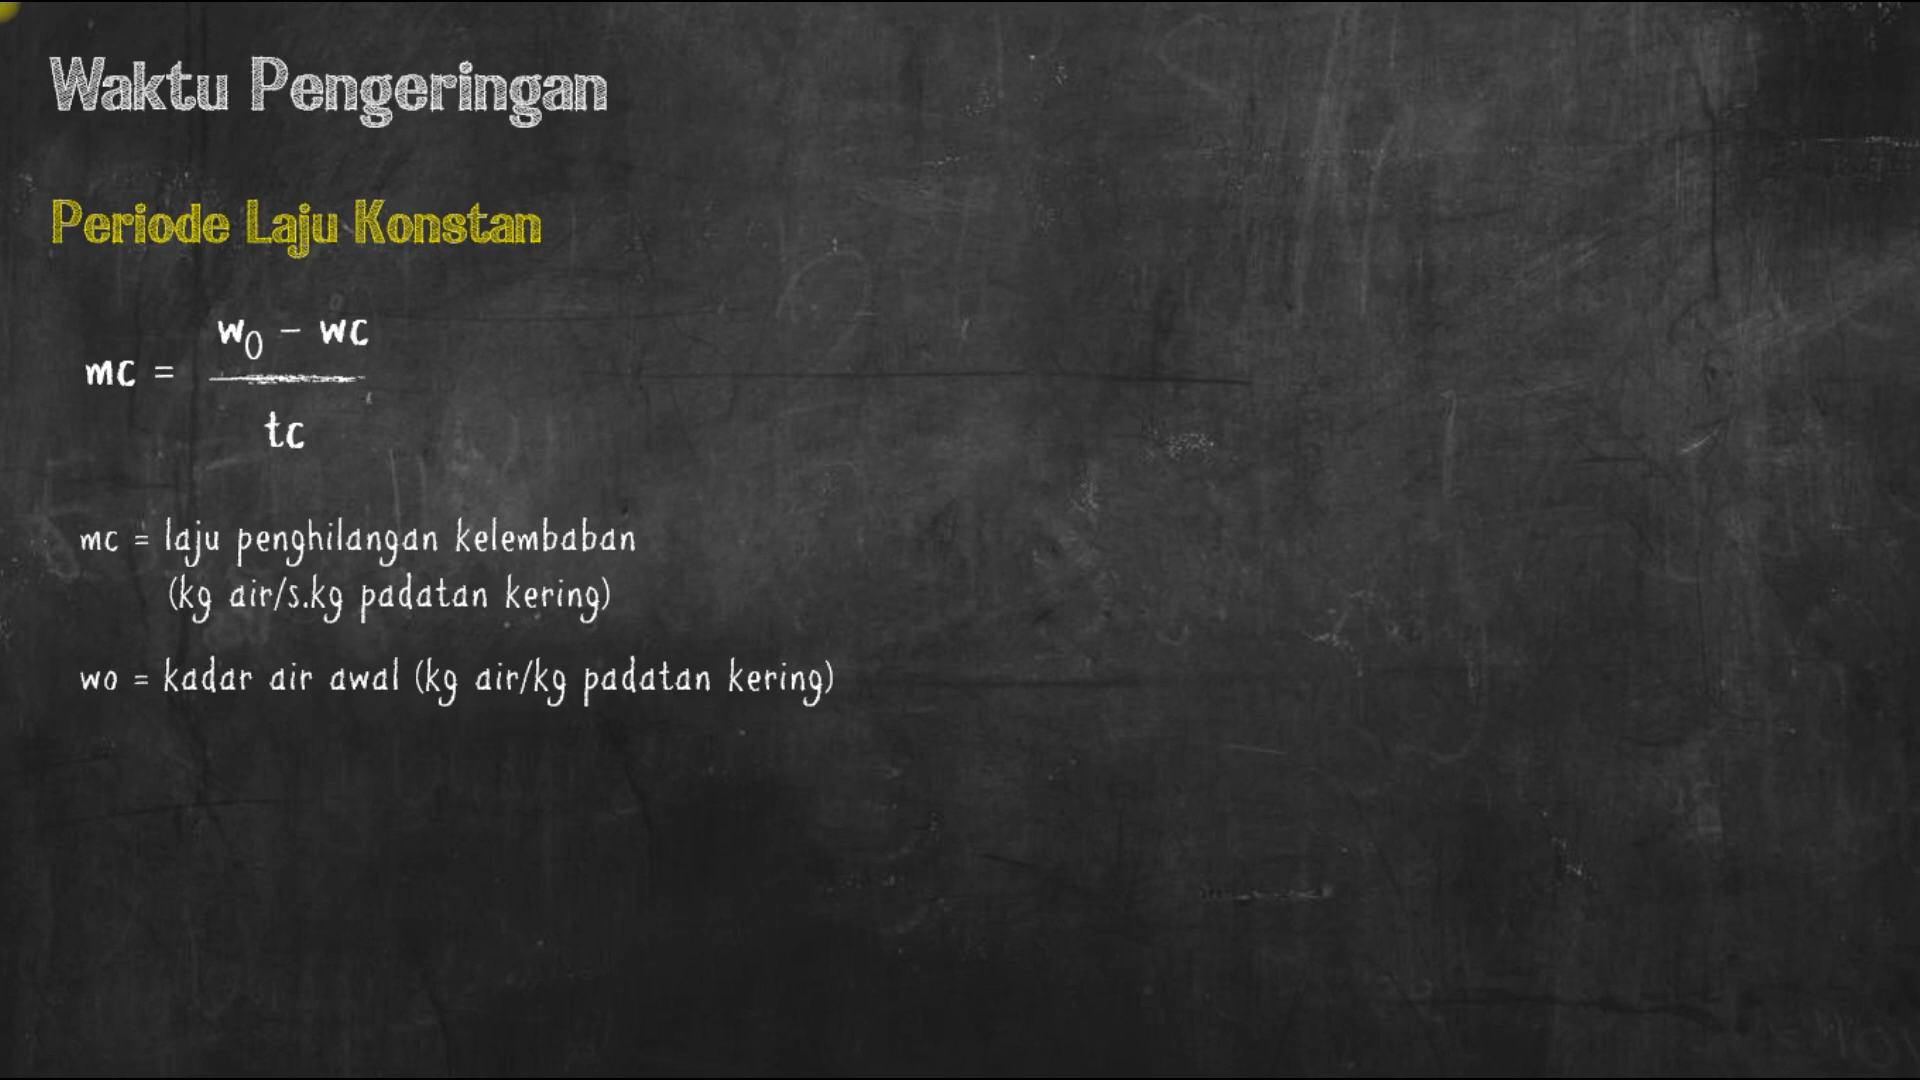 Waktu Pengeringan
Periode Laju Konstan
mc = w0 - wc
tc
mc = laju penghilangan kelembaban
(kg air/s.kg padatan kering)
wo = kadar air awal (kg air/kg padatan kering)